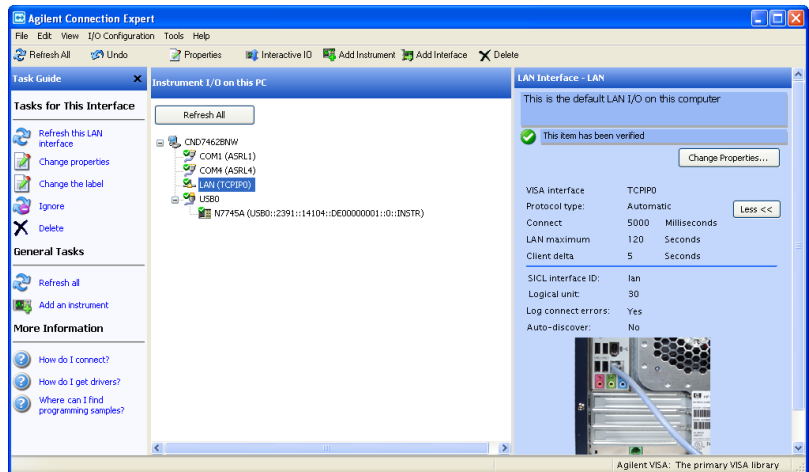 Agilent Connection Expert
File Edit View I/O Configuration Tools Help
Refresh All Undo Properties Interactive IO Add Instrument Add Interface Delete
Task Guide
Tasks for This Interface
Refresh this LAN
interface
Change properties
Change the label
Ignore
Delete
General Tasks
Refresh all
Add an instrument
More Information
How do I connect?
How do I get drivers?
Where can I find
programming samples?
Instrument I/O on this PC
Refresh All
CND7462BNW
COM1 (ASRL1)
COM4 (ASRL4)
LAN (TCPIP0)
USB0
N7745A (USB0::2391::14104::DE00000001::0::INSTR)
LAN Interface - LAN
This is the default LAN I/O on this computer
This item has been verified
Change Properties...
VISA interface TCPIP0
Protocol type: Automatic
Less <<
Connect 5000 Milliseconds
LAN maximum 120 Seconds
Client delta 5 Seconds
SICL interface ID: lan
Logical unit: 30
Log connect errors: Yes
Auto-discover: No
Agilent VISA: The primary VISA library